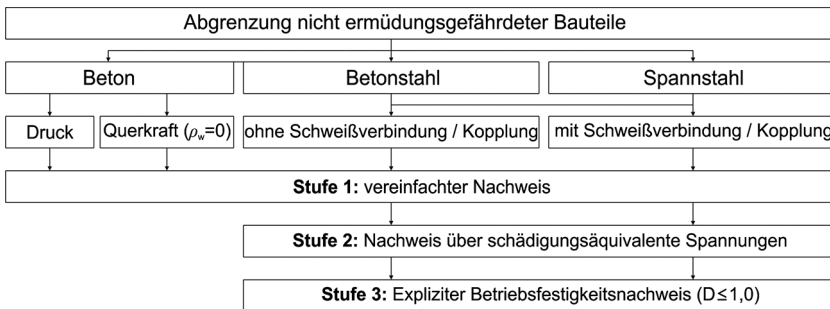 Abgrenzung nicht ermüdungsgefährdeter Bauteile
Beton
Betonstahl
Spannstahl
Druck
Querkraft (ρw=0)
ohne Schweißverbindung / Kopplung
mit Schweißverbindung / Kopplung
Stufe 1: vereinfachter Nachweis
Stufe 2: Nachweis über schädigungsäquivalente Spannungen
Stufe 3: Expliziter Betriebsfestigkeitsnachweis (D≤1,0)